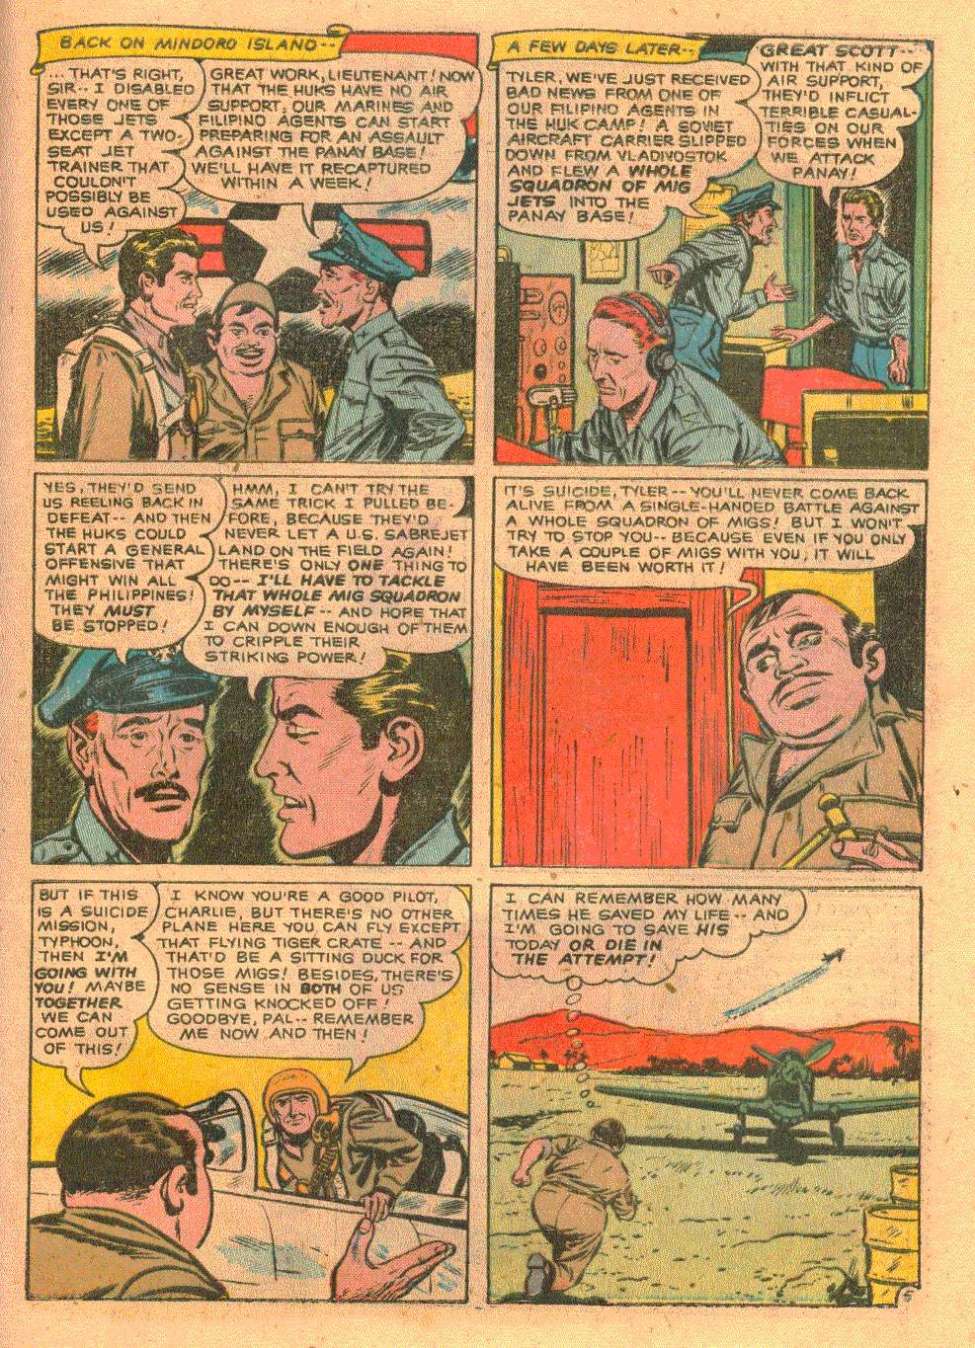 BACK ON MINDORO ISLAND--
...THAT'S RIGHT,
SIR-- I DISABLED
EVERY ONE OF
THOSE JETS
EXCEPT A TWO-
SEAT JET
TRAINER THAT
COULDN'T
POSSIBLY BE
USED AGAINST
US!
GREAT WORK, LIEUTENANT! NOW
THAT THE HUKS HAVE NO AIR
SUPPORT, OUR MARINES AND
FILIPINO AGENTS CAN START
PREPARING FOR AN ASSAULT
AGAINST THE PANAY BASE!
WE'LL HAVE IT RECAPTURED
WITHIN A WEEK!
A FEW DAYS LATER--
TYLER, WE'VE JUST RECEIVED
BAD NEWS FROM ONE OF
OUR FILIPINO AGENTS IN
THE HUK CAMP! A SOVIET
AIRCRAFT CARRIER SLIPPED
DOWN FROM VLADIVOSTOK
AND FLEW A WHOLE
SQUADRON OF MIG
JETS INTO THE
PANAY BASE!
GREAT SCOTT--
WITH THAT KIND OF
AIR SUPPORT,
THEY'D INFLICT
TERRIBLE CASUAL-
TIES ON OUR
FORCES WHEN
WE ATTACK
PANAY!
YES, THEY'D SEND
US REELING BACK IN
DEFEAT-- AND THEN
THE HUKS COULD
START A GENERAL
OFFENSIVE THAT
MIGHT WIN ALL
THE PHILIPPINES!
THEY MUST
BE STOPPED!
HMM, I CAN'T TRY THE
SAME TRICK I PULLED BE-
FORE, BECAUSE THEY'D
NEVER LET A U.S. SABREJET
LAND ON THE FIELD AGAIN!
THERE'S ONLY ONE THING TO
DO-- I'LL HAVE TO TACKLE
THAT WHOLE MIG SQUADRON
BY MYSELF-- AND HOPE THAT
I CAN DOWN ENOUGH OF THEM
TO CRIPPLE THEIR
STRIKING POWER!
IT'S SUICIDE, TYLER-- YOU'LL NEVER COME BACK
ALIVE FROM A SINGLE-HANDED BATTLE AGAINST
A WHOLE SQUADRON OF MIGS! BUT I WON'T
TRY TO STOP YOU-- BECAUSE EVEN IF YOU ONLY
TAKE A COUPLE OF MIGS WITH YOU, IT WILL
HAVE BEEN WORTH IT!
BUT IF THIS
IS A SUICIDE
MISSION,
TYPHOON,
THEN I'M
GOING WITH
YOU! MAYBE
TOGETHER
WE CAN
COME OUT
OF THIS!
I KNOW YOU'RE A GOOD PILOT,
CHARLIE, BUT THERE'S NO OTHER
PLANE HERE YOU CAN FLY EXCEPT
THAT FLYING TIGER CRATE-- AND
THAT'D BE A SITTING DUCK FOR
THOSE MIGS! BESIDES, THERE'S
NO SENSE IN BOTH OF US
GETTING KNOCKED OFF!
GOODBYE, PAL-- REMEMBER
ME NOW AND THEN!
I CAN REMEMBER HOW MANY
TIMES HE SAVED MY LIFE-- AND
I'M GOING TO SAVE HIS
TODAY OR DIE IN
THE ATTEMPT!
5